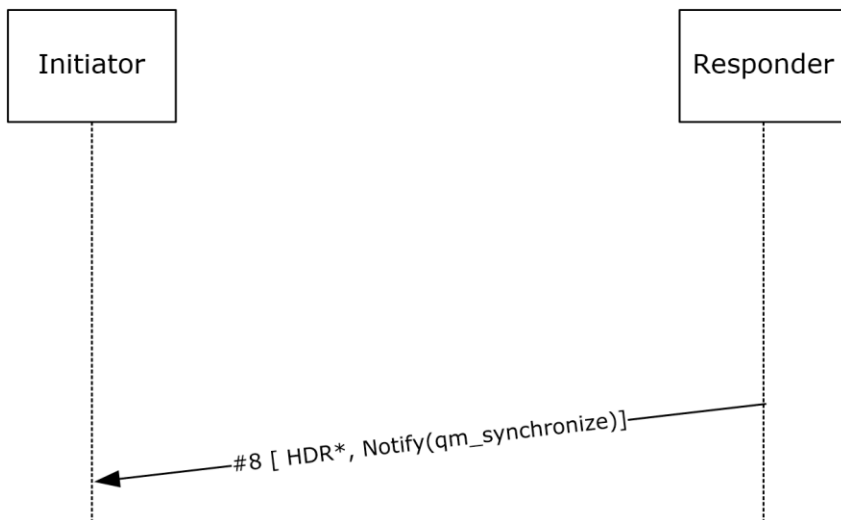 Initiator
Responder
#8 [ HDR*, Notify(qm_synchronize)]